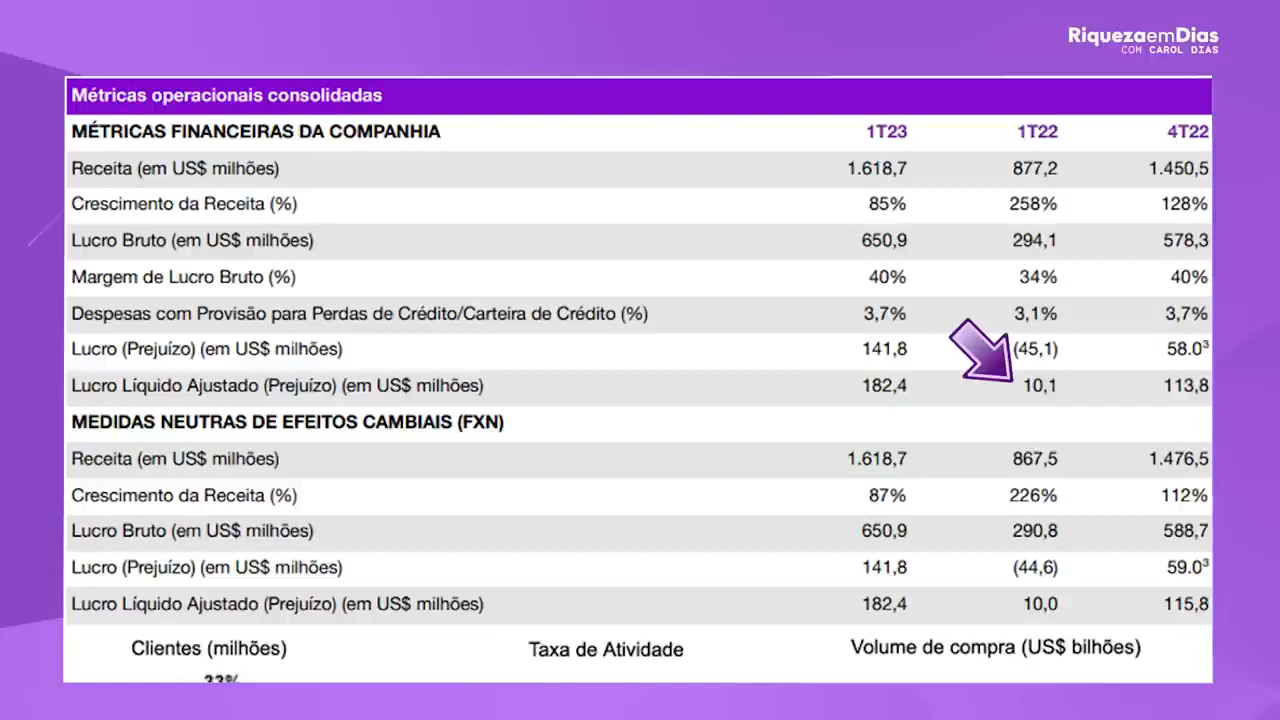 RiquezaemDias
COM CAROL DIAS
Métricas operacionais consolidadas
MÉTRICAS FINANCEIRAS DA COMPANHIA 1T23 1T22 4T22
Receita (em US$ milhões) 1.618,7 877,2 1.450,5
Crescimento da Receita (%) 85% 258% 128%
Lucro Bruto (em US$ milhões) 650,9 294,1 578,3
Margem de Lucro Bruto (%) 40% 34% 40%
Despesas com Provisão para Perdas de Crédito/Carteira de Crédito (%) 3,7% 3,1% 3,7%
Lucro (Prejuízo) (em US$ milhões) 141,8 (45,1) 58.0³
Lucro Líquido Ajustado (Prejuízo) (em US$ milhões) 182,4 10,1 113,8
MEDIDAS NEUTRAS DE EFEITOS CAMBIAIS (FXN)
Receita (em US$ milhões) 1.618,7 867,5 1.476,5
Crescimento da Receita (%) 87% 226% 112%
Lucro Bruto (em US$ milhões) 650,9 290,8 588,7
Lucro (Prejuízo) (em US$ milhões) 141,8 (44,6) 59.0³
Lucro Líquido Ajustado (Prejuízo) (em US$ milhões) 182,4 10,0 115,8
Clientes (milhões) Taxa de Atividade Volume de compra (US$ bilhões)